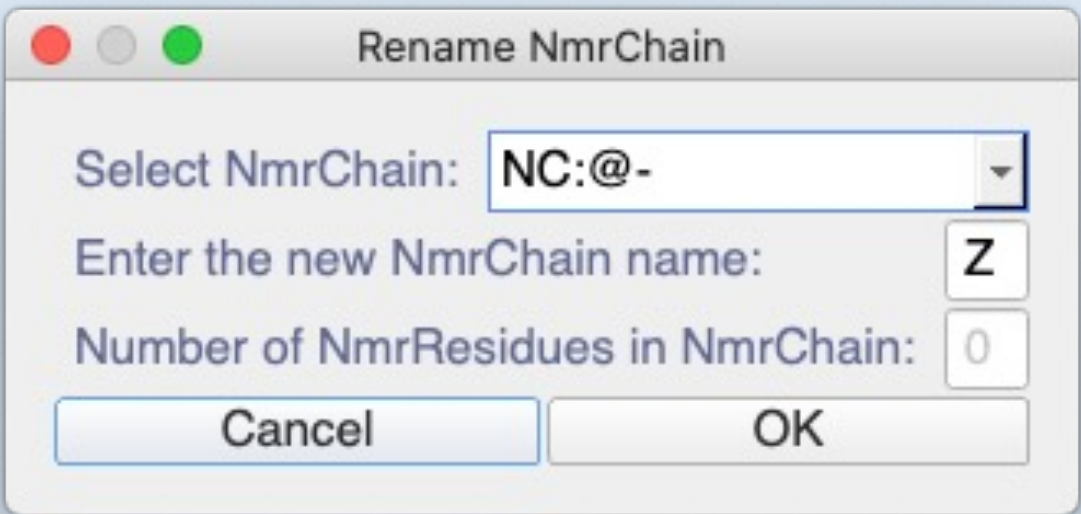 Rename NmrChain
Select NmrChain: NC:@-
Enter the new NmrChain name: Z
Number of NmrResidues in NmrChain: 0
Cancel OK